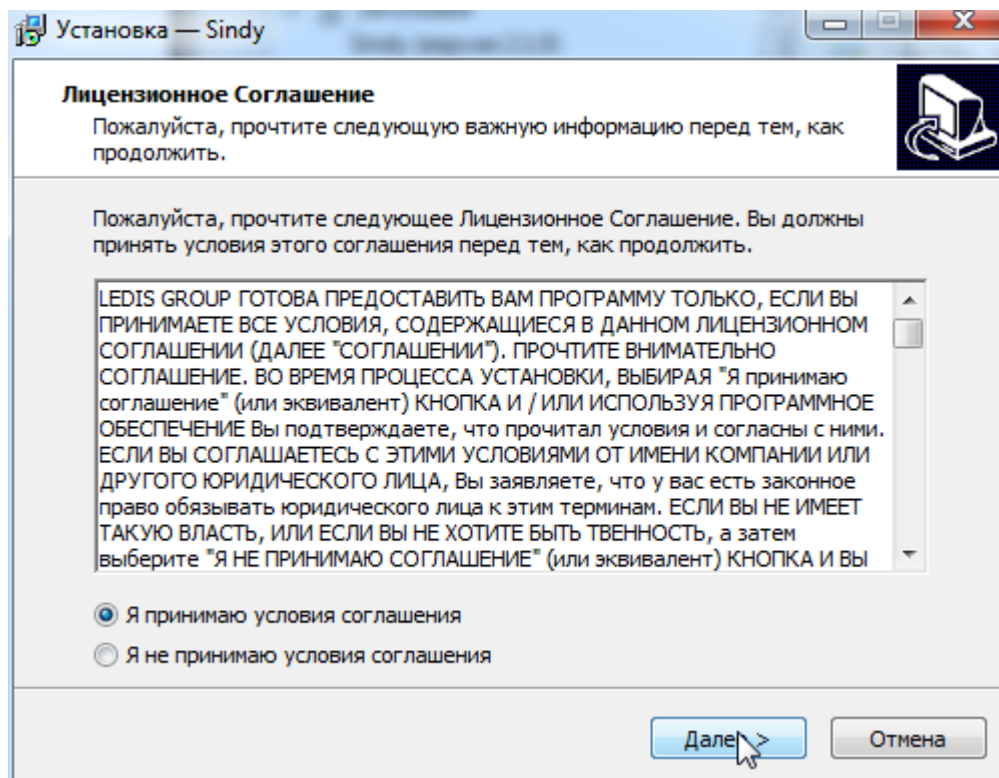 Установка — Sindy
Лицензионное Соглашение
Пожалуйста, прочтите следующую важную информацию перед тем, как
продолжить.
Пожалуйста, прочтите следующее Лицензионное Соглашение. Вы должны
принять условия этого соглашения перед тем, как продолжить.
LEDIS GROUP ГОТОВА ПРЕДОСТАВИТЬ ВАМ ПРОГРАММУ ТОЛЬКО, ЕСЛИ ВЫ
ПРИНИМАЕТЕ ВСЕ УСЛОВИЯ, СОДЕРЖАЩИЕСЯ В ДАННОМ ЛИЦЕНЗИОННОМ
СОГЛАШЕНИИ (ДАЛЕЕ "СОГЛАШЕНИИ"). ПРОЧТИТЕ ВНИМАТЕЛЬНО
СОГЛАШЕНИЕ. ВО ВРЕМЯ ПРОЦЕССА УСТАНОВКИ, ВЫБИРАЯ "Я принимаю
соглашение" (или эквивалент) КНОПКА И / ИЛИ ИСПОЛЬЗУЯ ПРОГРАММНОЕ
ОБЕСПЕЧЕНИЕ Вы подтверждаете, что прочитал условия и согласны с ними.
ЕСЛИ ВЫ СОГЛАШАЕТЕСЬ С ЭТИМИ УСЛОВИЯМИ ОТ ИМЕНИ КОМПАНИИ ИЛИ
ДРУГОГО ЮРИДИЧЕСКОГО ЛИЦА, Вы заявляете, что у вас есть законное
право обязывать юридического лица к этим терминам. ЕСЛИ ВЫ НЕ ИМЕЕТ
ТАКУЮ ВЛАСТЬ, ИЛИ ЕСЛИ ВЫ НЕ ХОТИТЕ БЫТЬ ТВЕННОСТЬ, а затем
выберите "Я НЕ ПРИНИМАЮ СОГЛАШЕНИЕ" (или эквивалент) КНОПКА И ВЫ
Я принимаю условия соглашения
Я не принимаю условия соглашения
Далее >
Отмена